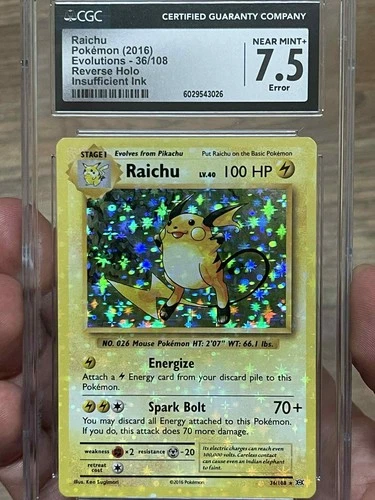 CGC
CERTIFIED GUARANTY COMPANY
Raichu
Pokémon (2016)
Evolutions - 36/108
Reverse Holo
Insufficient Ink
6029543026
NEAR MINT+
7.5
Error
STAGE 1
Evolves from Pikachu
Put Raichu on the Basic Pokémon
Raichu LV.40 100 HP
NO. 026 Mouse Pokémon HT: 2'07" WT: 66.1 lbs.
Energize
Attach a Energy card from your discard pile to this
Pokémon.
Spark Bolt 70+
You may discard all Energy attached to this Pokémon.
If you do, this attack does 70 more damage.
weakness ×2 resistance -20
retreat
cost
Its electric charges can reach even
100,000 volts. Careless contact
can cause even an Indian elephant
to faint.
Illus. Ken Sugimori
©2016 Pokémon
36/108